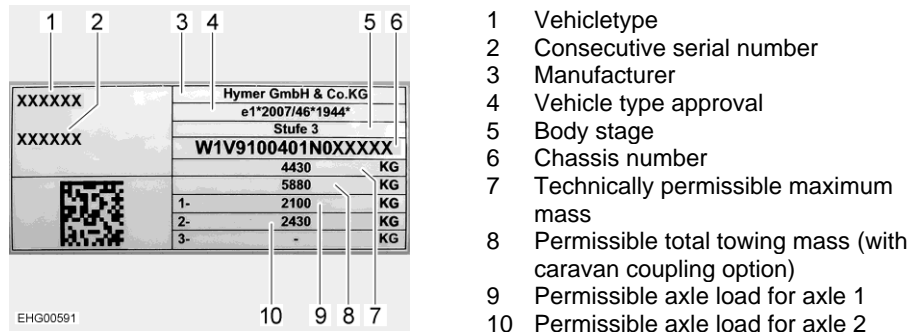 1 2 3 4 5 6
XXXXXX
XXXXXX
Hymer GmbH & Co.KG
e1*2007/46*1944*
Stufe 3
W1V9100401N0XXXXX
4430 KG
5880 KG
1- 2100 KG
2- 2430 KG
3- - KG
EHG00591
10 9 8 7
1 Vehicletype
2 Consecutive serial number
3 Manufacturer
4 Vehicle type approval
5 Body stage
6 Chassis number
7 Technically permissible maximum
mass
8 Permissible total towing mass (with
caravan coupling option)
9 Permissible axle load for axle 1
10 Permissible axle load for axle 2